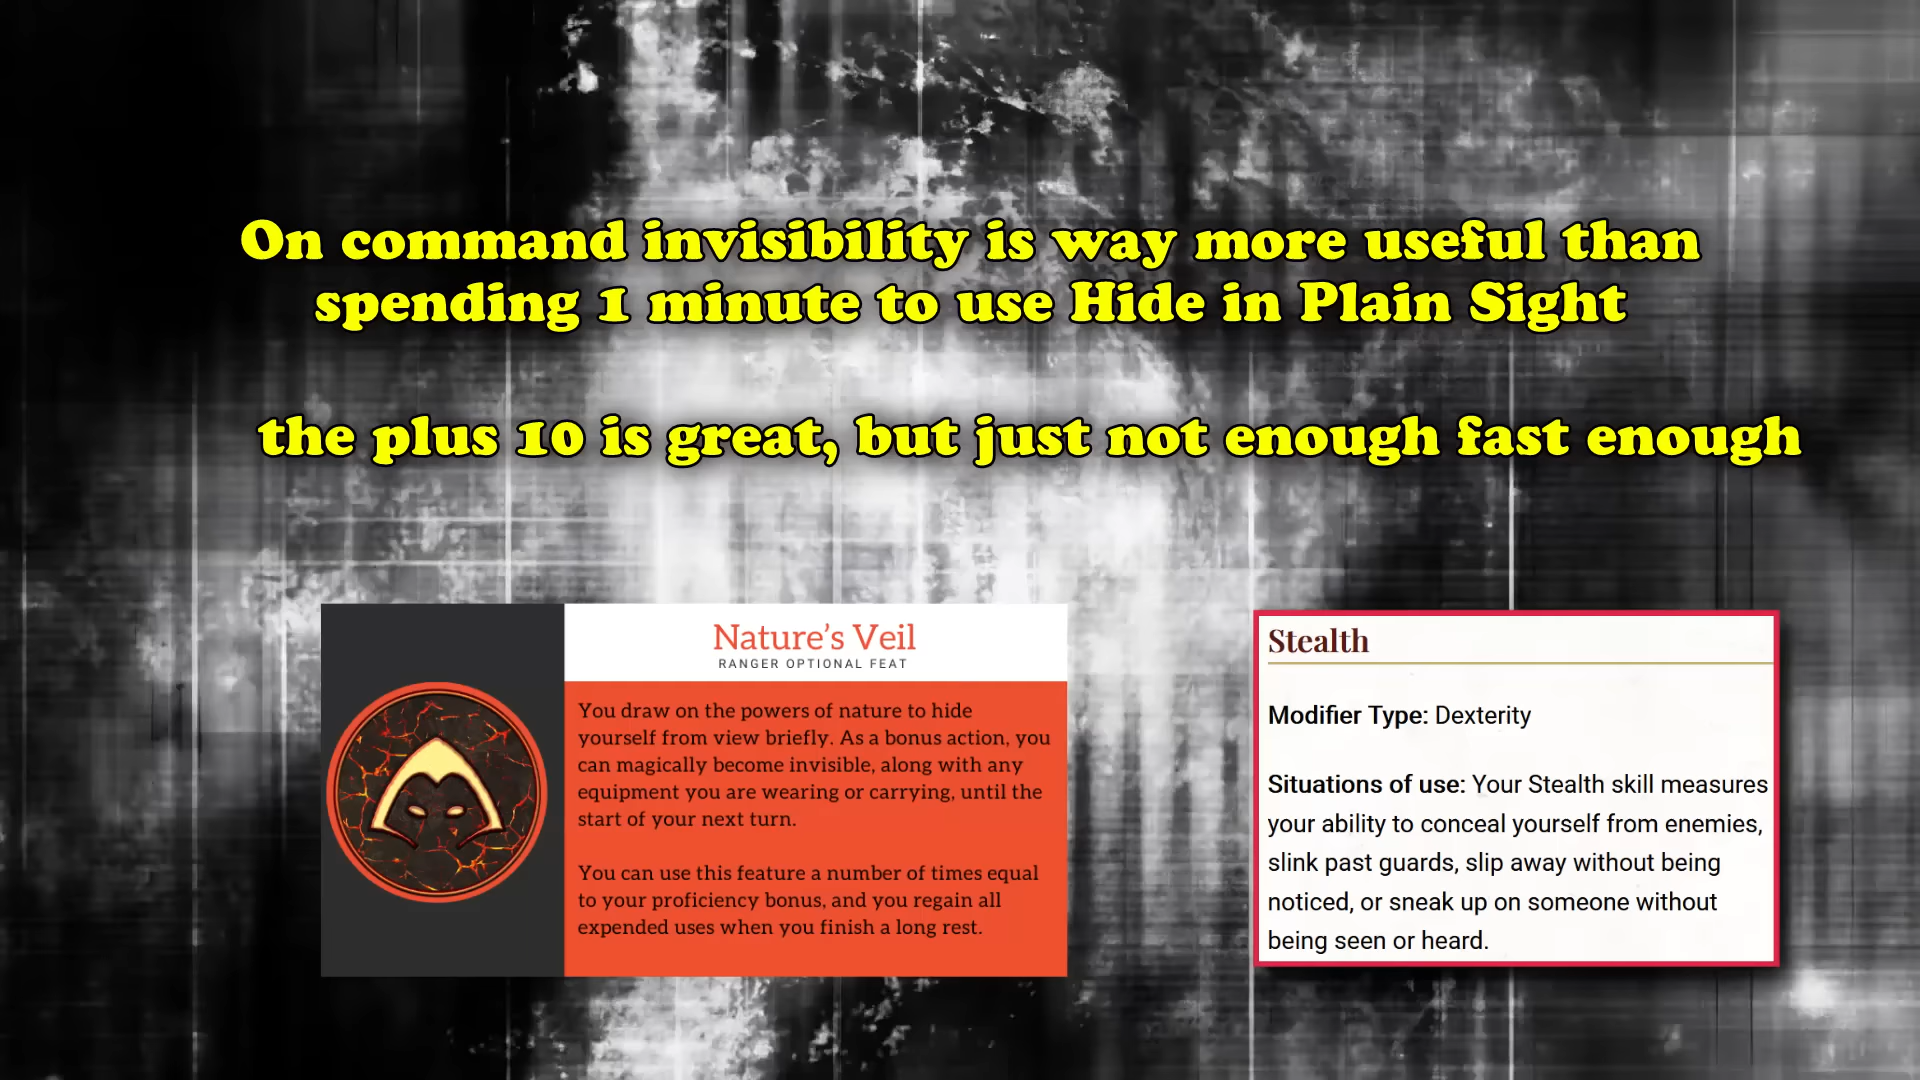 On command invisibility is way more useful than
spending 1 minute to use Hide in Plain Sight
the plus 10 is great, but just not enough fast enough
Nature's Veil
RANGER OPTIONAL FEAT
You draw on the powers of nature to hide
yourself from view briefly. As a bonus action, you
can magically become invisible, along with any
equipment you are wearing or carrying, until the
start of your next turn.
You can use this feature a number of times equal
to your proficiency bonus, and you regain all
expended uses when you finish a long rest.
Stealth
Modifier Type: Dexterity
Situations of use: Your Stealth skill measures
your ability to conceal yourself from enemies,
slink past guards, slip away without being
noticed, or sneak up on someone without
being seen or heard.